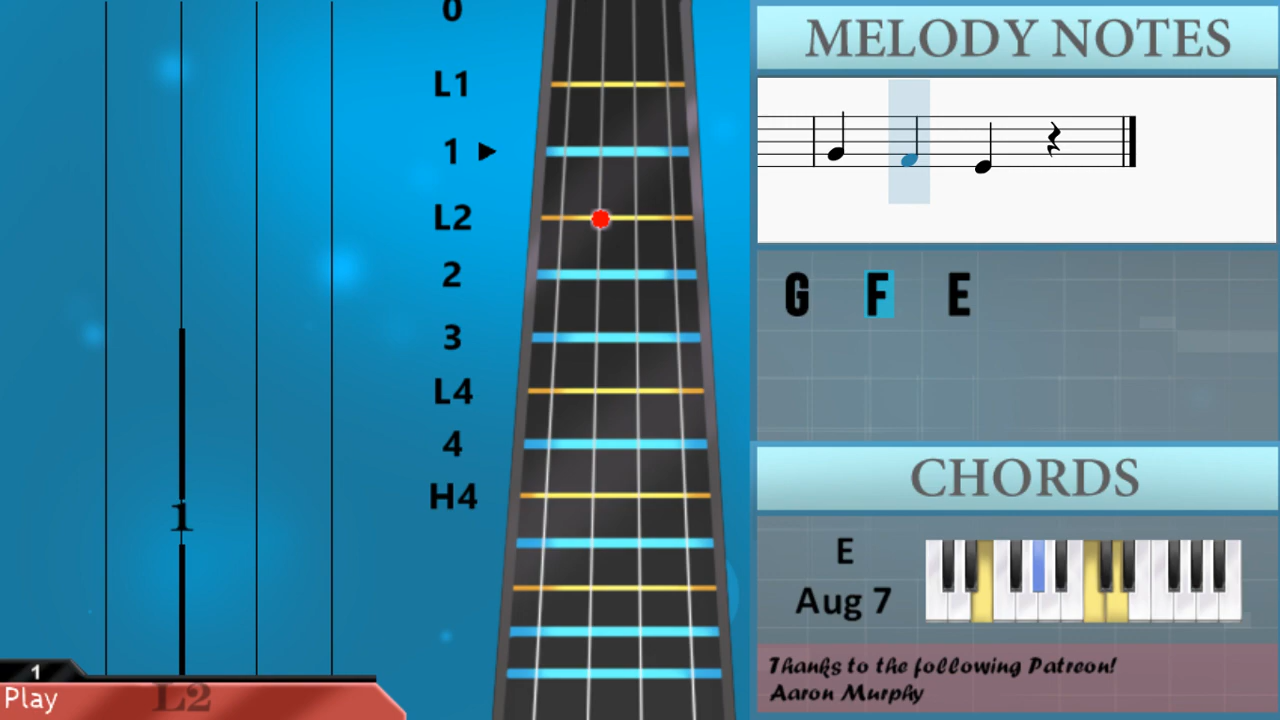 0
L1
1
L2
2
3
L4
4
H4
1
1
Play
L2
MELODY NOTES
G F E
CHORDS
E
Aug 7
Thanks to the following Patreon!
Aaron Murphy